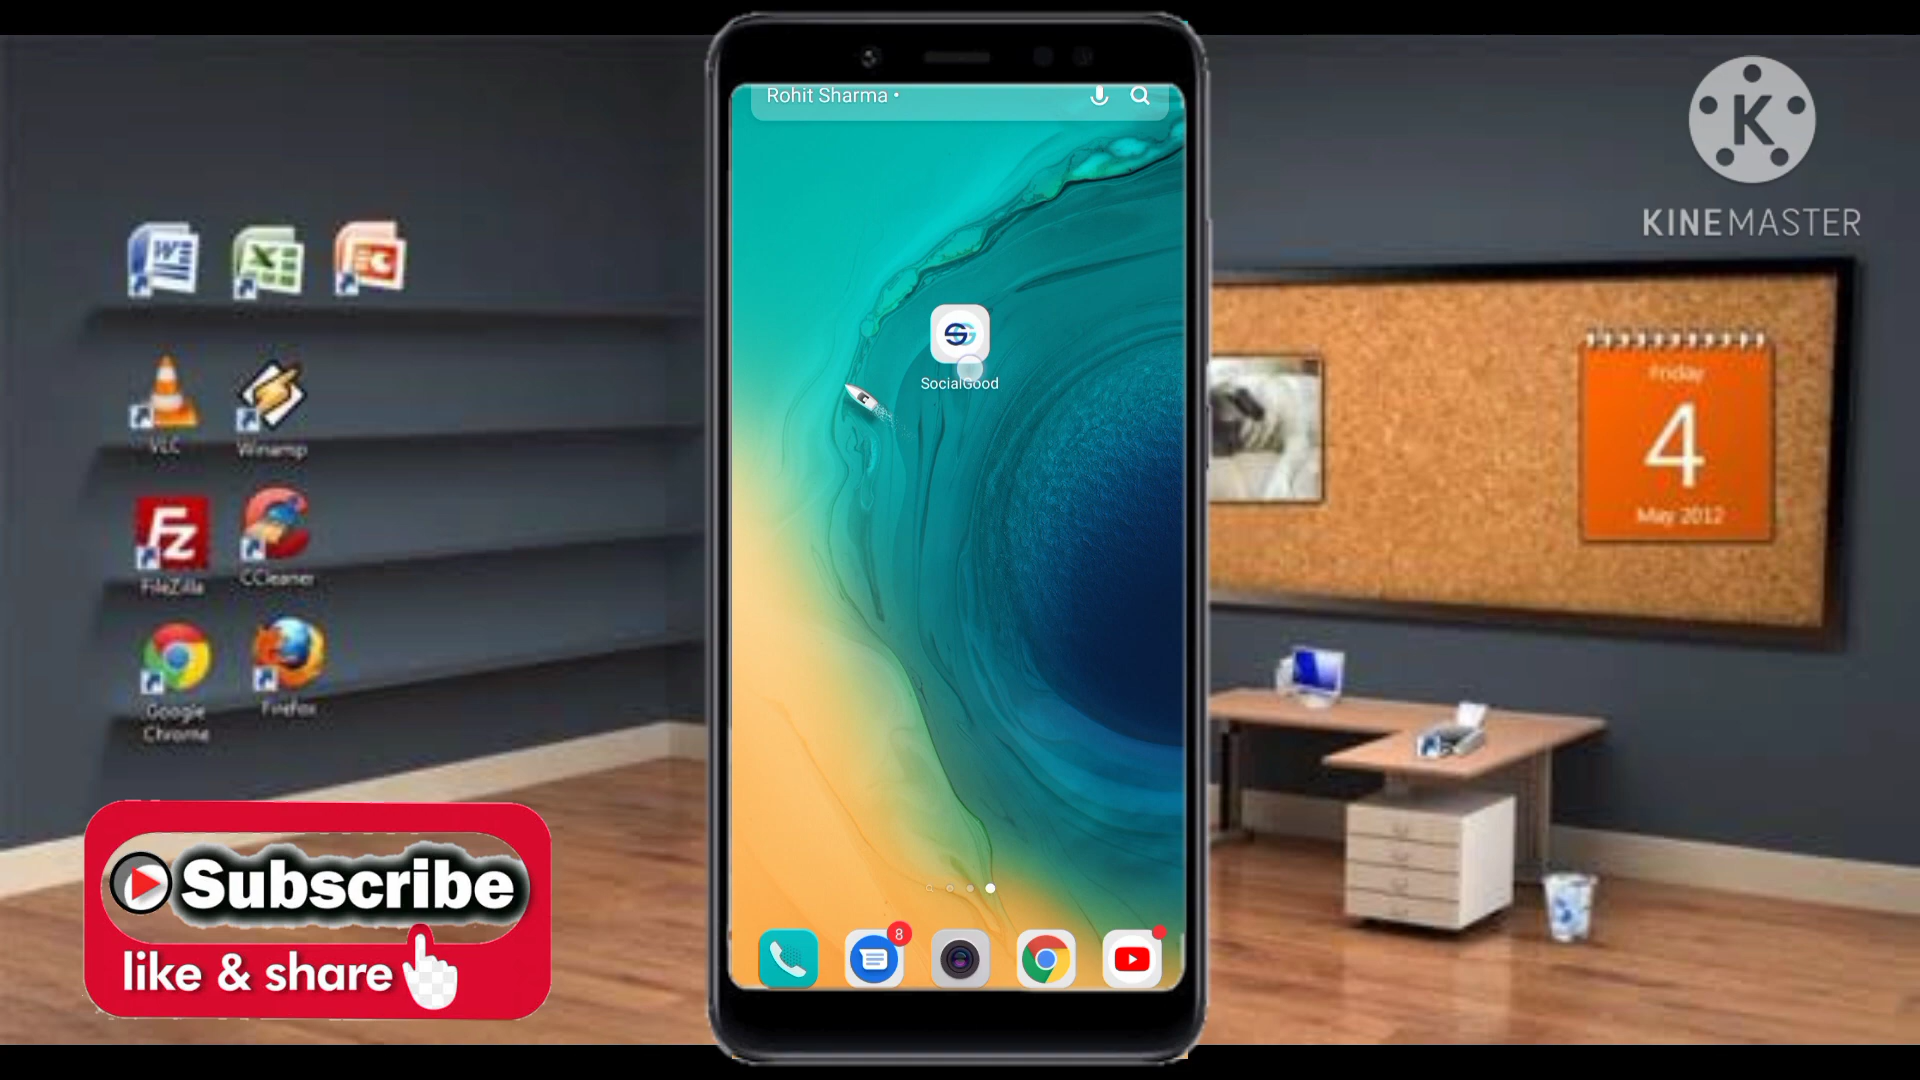 Rohit Sharma •
K
KINEMASTER
SocialGood
Friday
4
May 2012
VLC
Winamp
Fz
FileZilla
CCleaner
Google
Chrome
Firefox
8
Subscribe
like & share